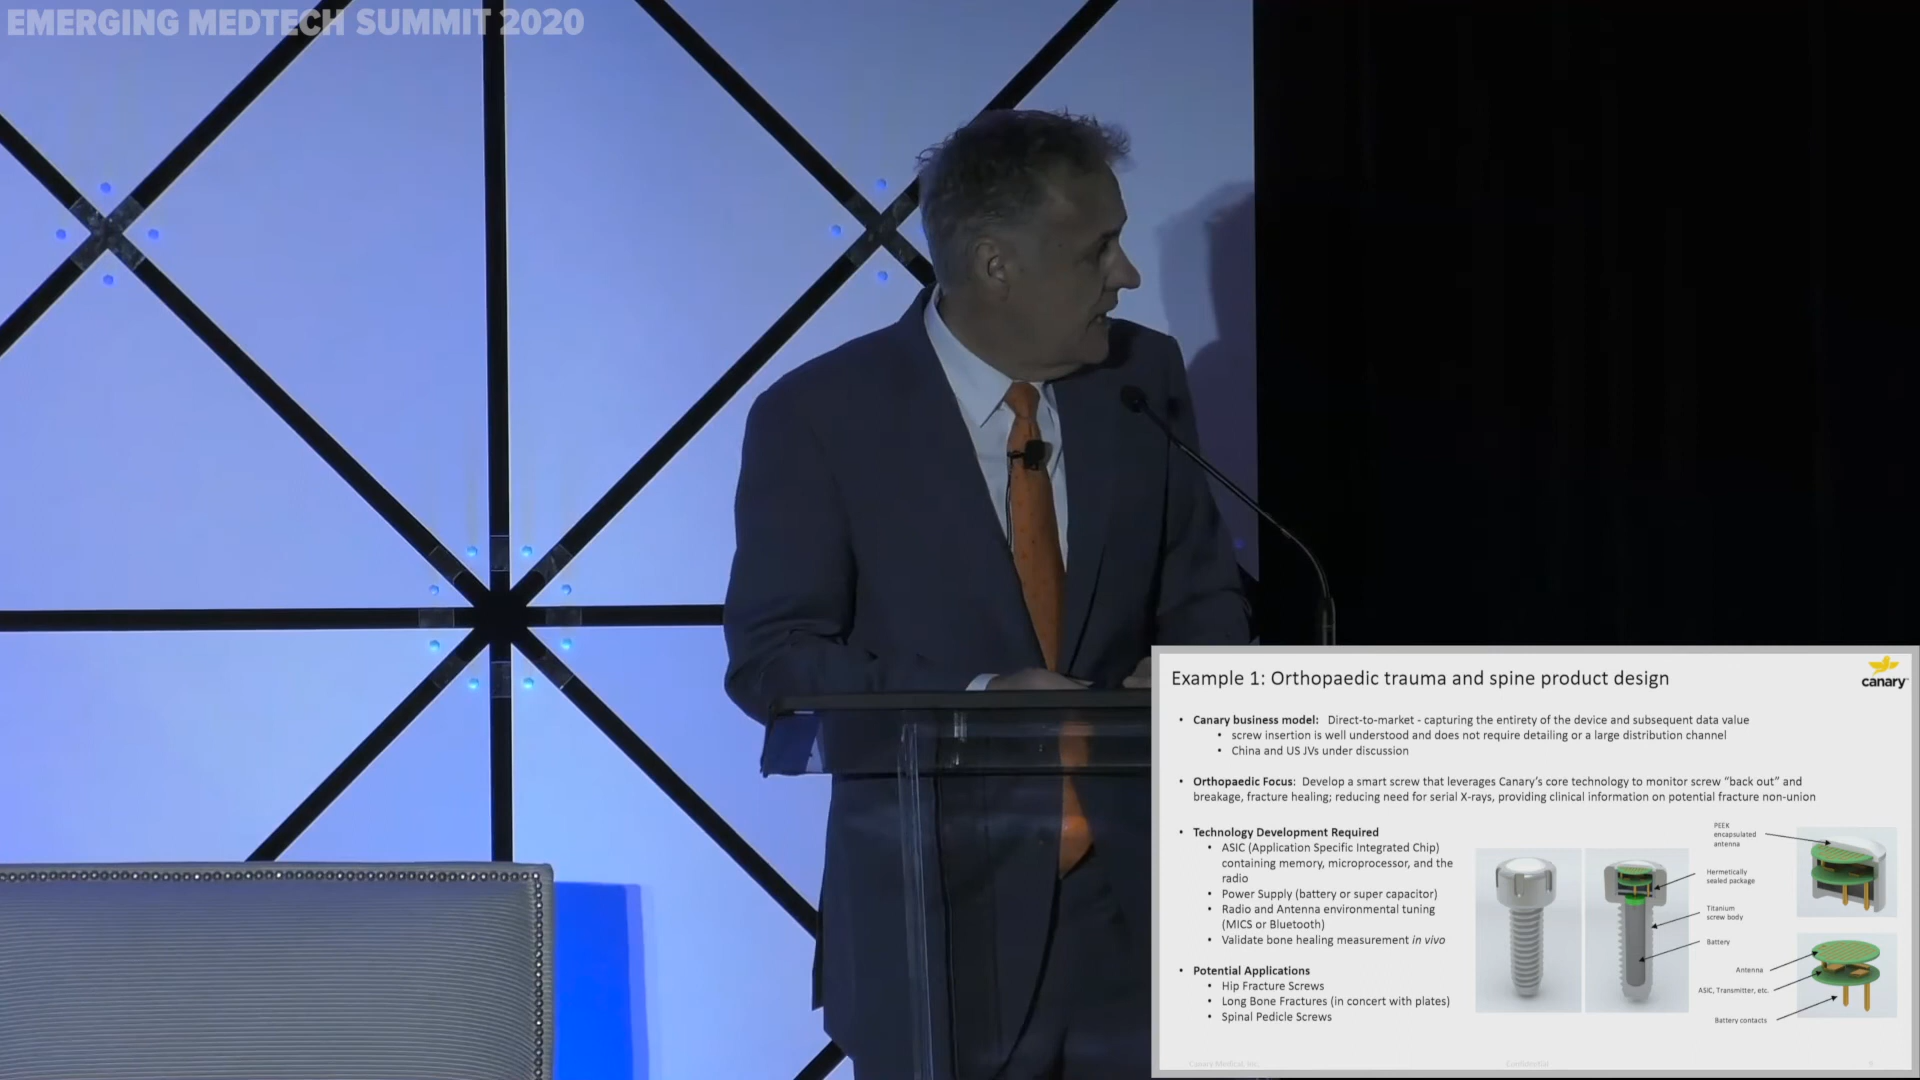 EMERGING MEDTECH SUMMIT 2020
Example 1: Orthopaedic trauma and spine product design
canary
• Canary business model: Direct-to-market - capturing the entirety of the device and subsequent data value
• screw insertion is well understood and does not require detailing or a large distribution channel
• China and US JVs under discussion
• Orthopaedic Focus: Develop a smart screw that leverages Canary's core technology to monitor screw "back out" and
breakage, fracture healing; reducing need for serial X-rays, providing clinical information on potential fracture non-union
• Technology Development Required
• ASIC (Application Specific Integrated Chip)
containing memory, microprocessor, and the
radio
• Power Supply (battery or super capacitor)
• Radio and Antenna environmental tuning
(MICS or Bluetooth)
• Validate bone healing measurement in vivo
• Potential Applications
• Hip Fracture Screws
• Long Bone Fractures (in concert with plates)
• Spinal Pedicle Screws
PEEK
encapsulated
antenna
Hermetically
sealed package
Titanium
screw body
Battery
Antenna
ASIC, Transmitter, etc.
Battery contacts
Canary Medical, Inc.
Confidential